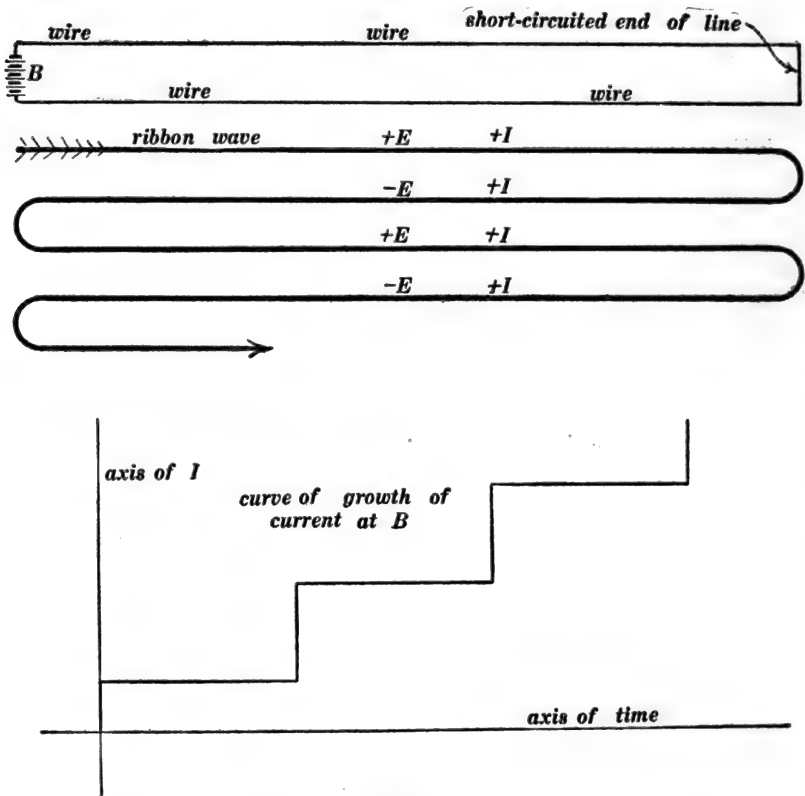 short-circuited end of line
wire wire
B
wire wire
ribbon wave +E +I
-E +I
+E +I
-E +I
axis of I
curve of growth of
current at B
axis of time